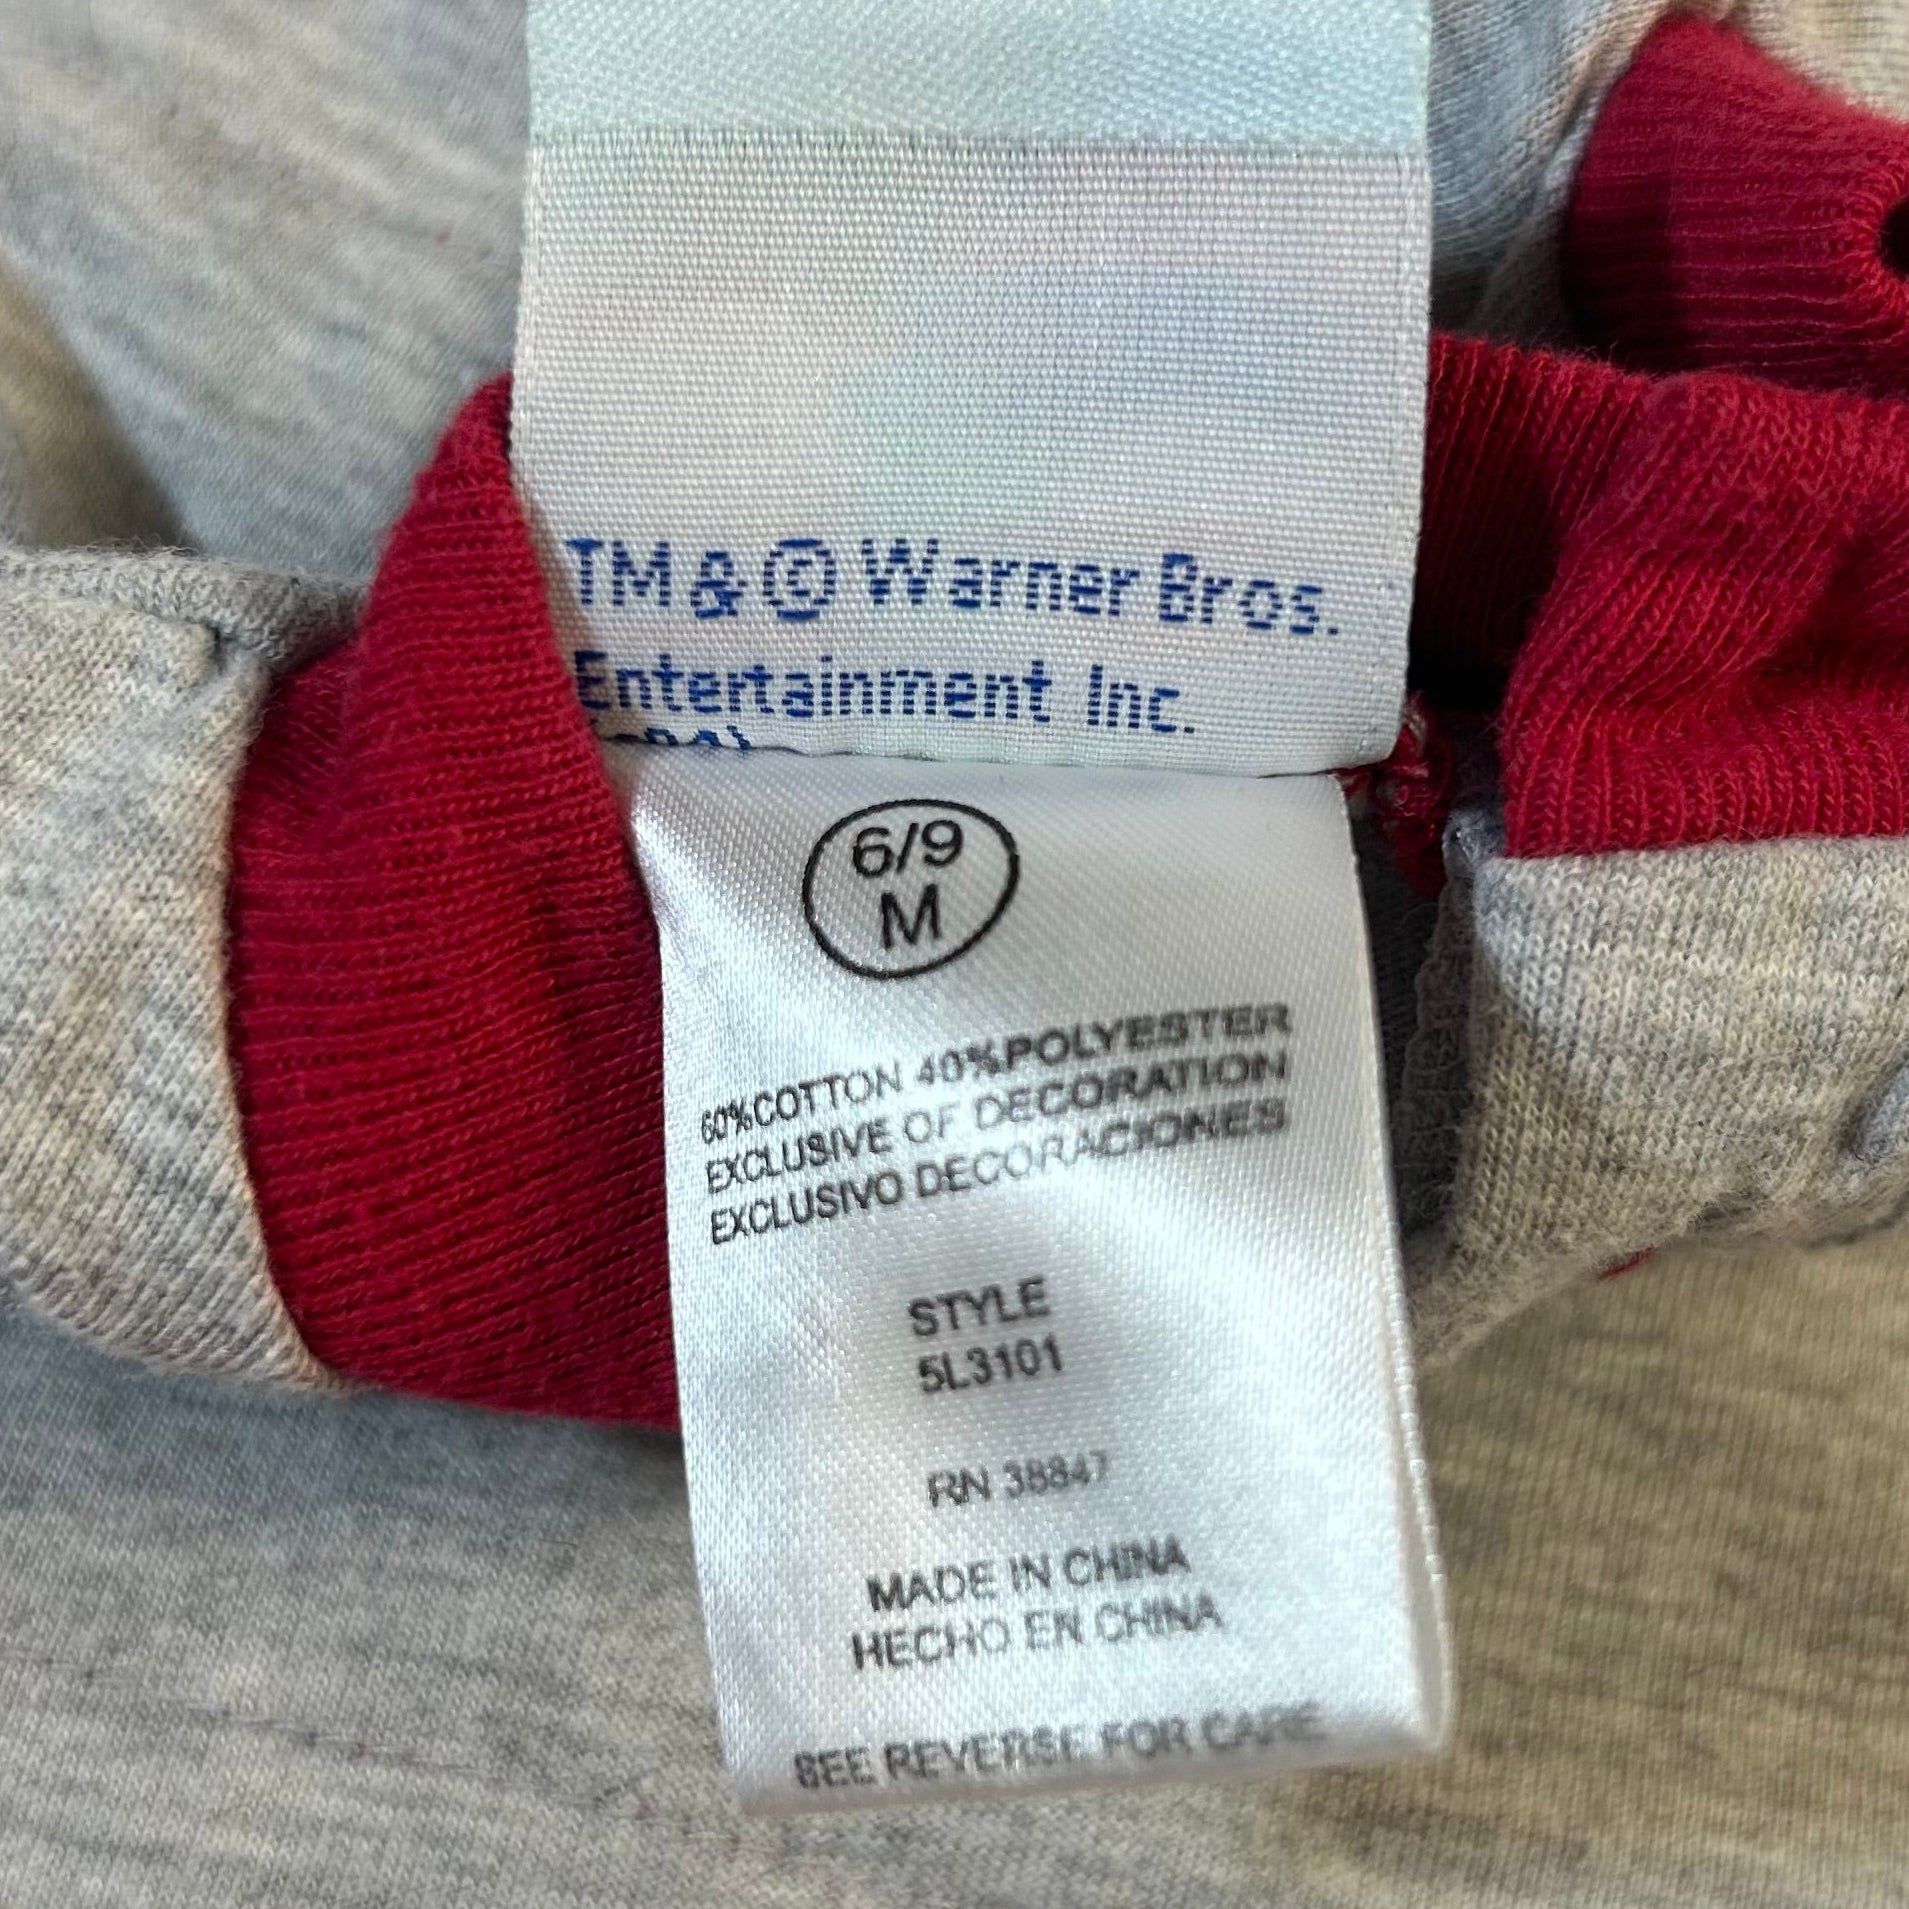 TM & © Warner Bros.
Entertainment Inc.
6/9
M
60%COTTON 40%POLYESTER
EXCLUSIVE OF DECORATION
EXCLUSIVO DECORACIONES
STYLE
5L3101
RN 38847
MADE IN CHINA
HECHO EN CHINA
SEE REVERSE FOR CARE